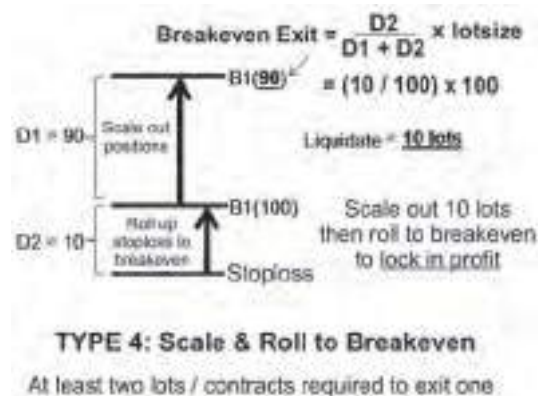 Breakeven Exit = D2 / D1 + D2 x lotsize
= (10 / 100) x 100
B1(90)
D1 = 90
Scale out
positions
Liquidate = 10 lots
B1(100)
D2 = 10
Roll up
stoploss to
breakeven
Stoploss
Scale out 10 lots
then roll to breakeven
to lock in profit
TYPE 4: Scale & Roll to Breakeven
At least two lots / contracts required to exit one